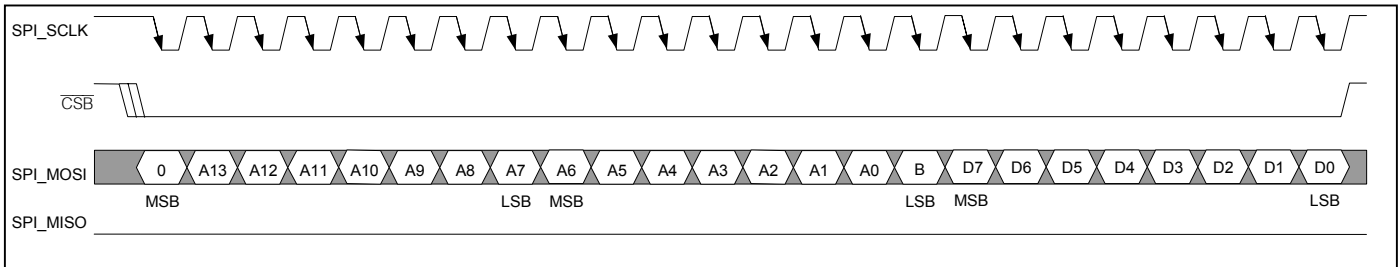 SPI_SCLK
CSB
SPI_MOSI 0 A13 A12 A11 A10 A9 A8 A7 A6 A5 A4 A3 A2 A1 A0 B D7 D6 D5 D4 D3 D2 D1 D0
MSB LSB MSB LSB MSB LSB
SPI_MISO